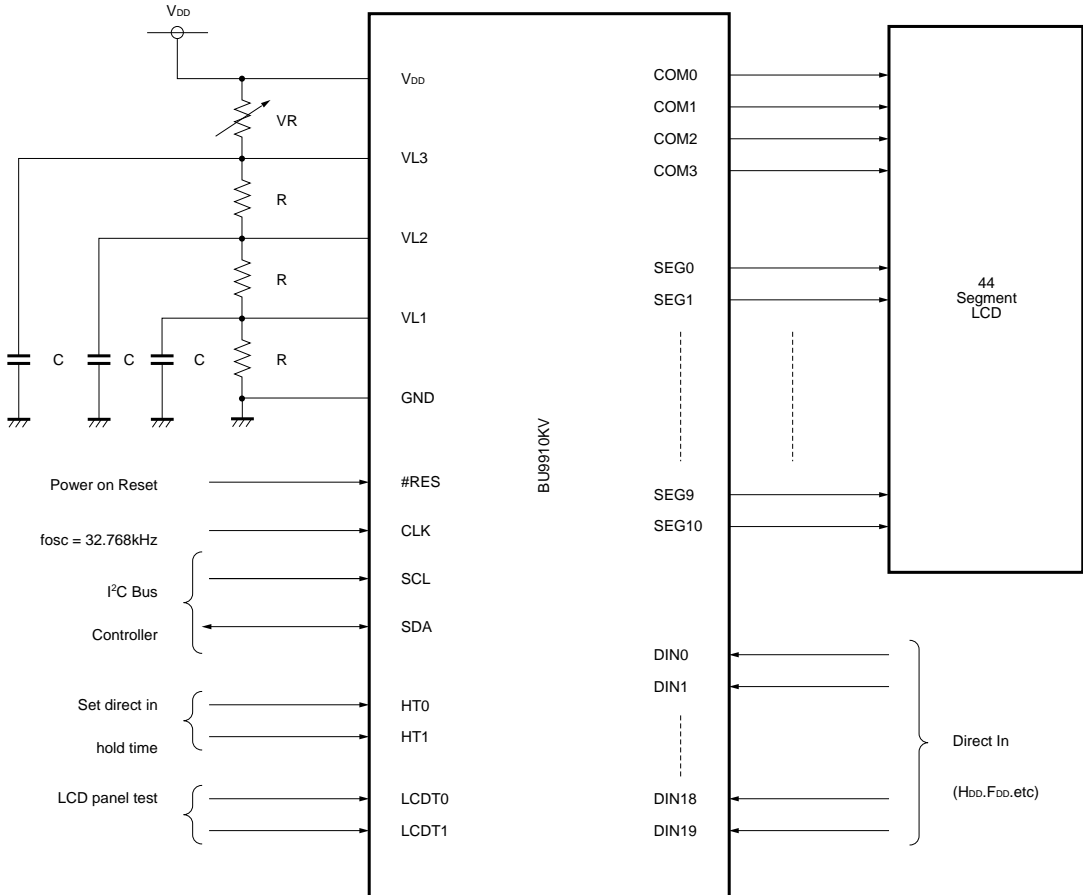 VDD
VR
R
R
R
C
C
C
VDD
VL3
VL2
VL1
GND
Power on Reset
#RES
fosc = 32.768kHz
CLK
I²C Bus
Controller
SCL
SDA
Set direct in
hold time
HT0
HT1
LCD panel test
LCDT0
LCDT1
BU9910KV
COM0
COM1
COM2
COM3
SEG0
SEG1
SEG9
SEG10
44
Segment
LCD
DIN0
DIN1
DIN18
DIN19
Direct In
(HDD.FDD.etc)